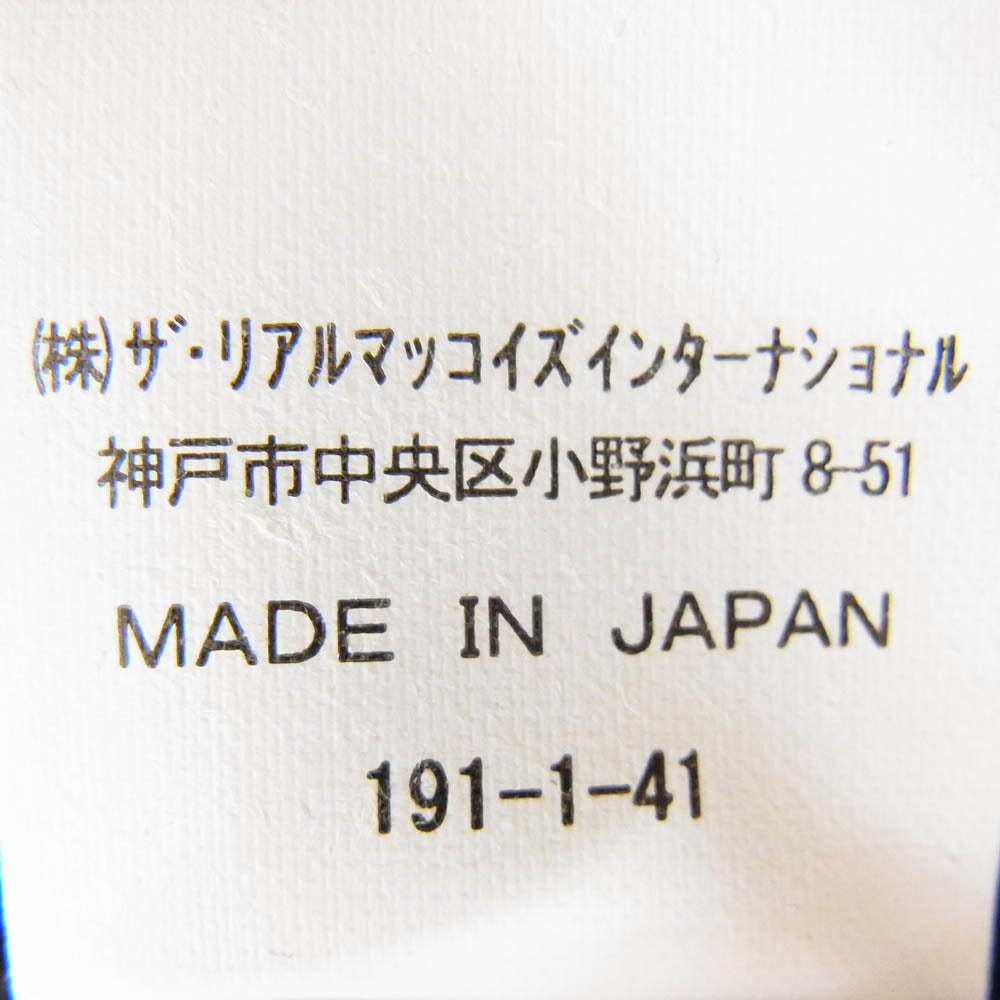 (株)ザ・リアルマッコイズインターナショナル
神戸市中央区小野浜町 8-51
MADE IN JAPAN
191-1-41